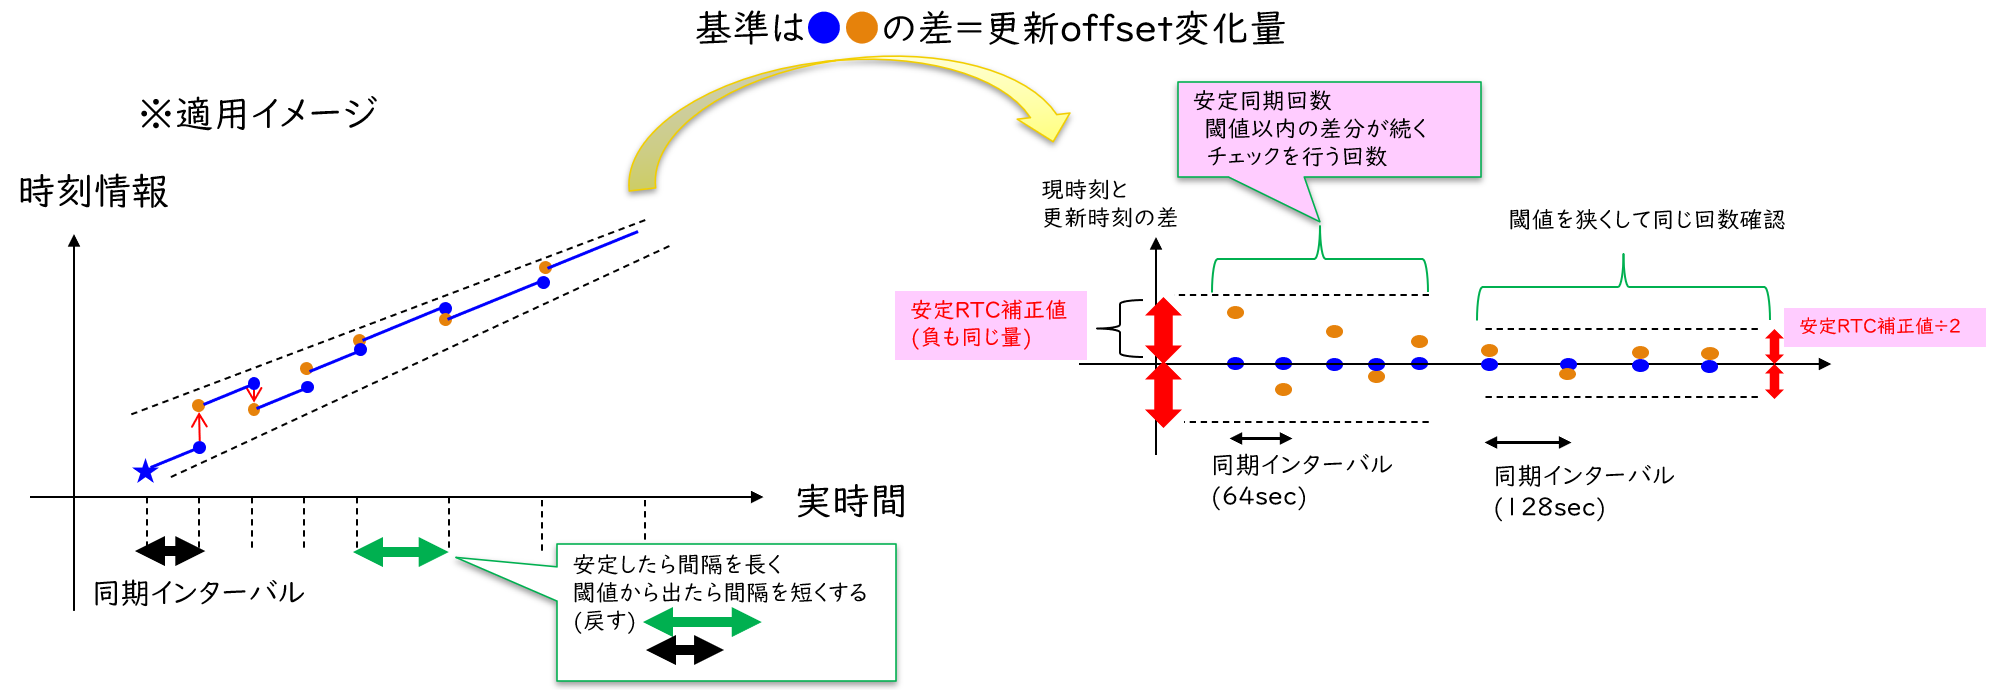 基準は●●の差＝更新offset変化量
※適用イメージ
時刻情報
実時間
同期インターバル
安定したら間隔を長く
閾値から出たら間隔を短くする
(戻す)
安定同期回数
閾値以内の差分が続く
チェックを行う回数
現時刻と
更新時刻の差
閾値を狭くして同じ回数確認
安定RTC補正値
(負も同じ量)
安定RTC補正値÷2
同期インターバル
(64sec)
同期インターバル
(128sec)